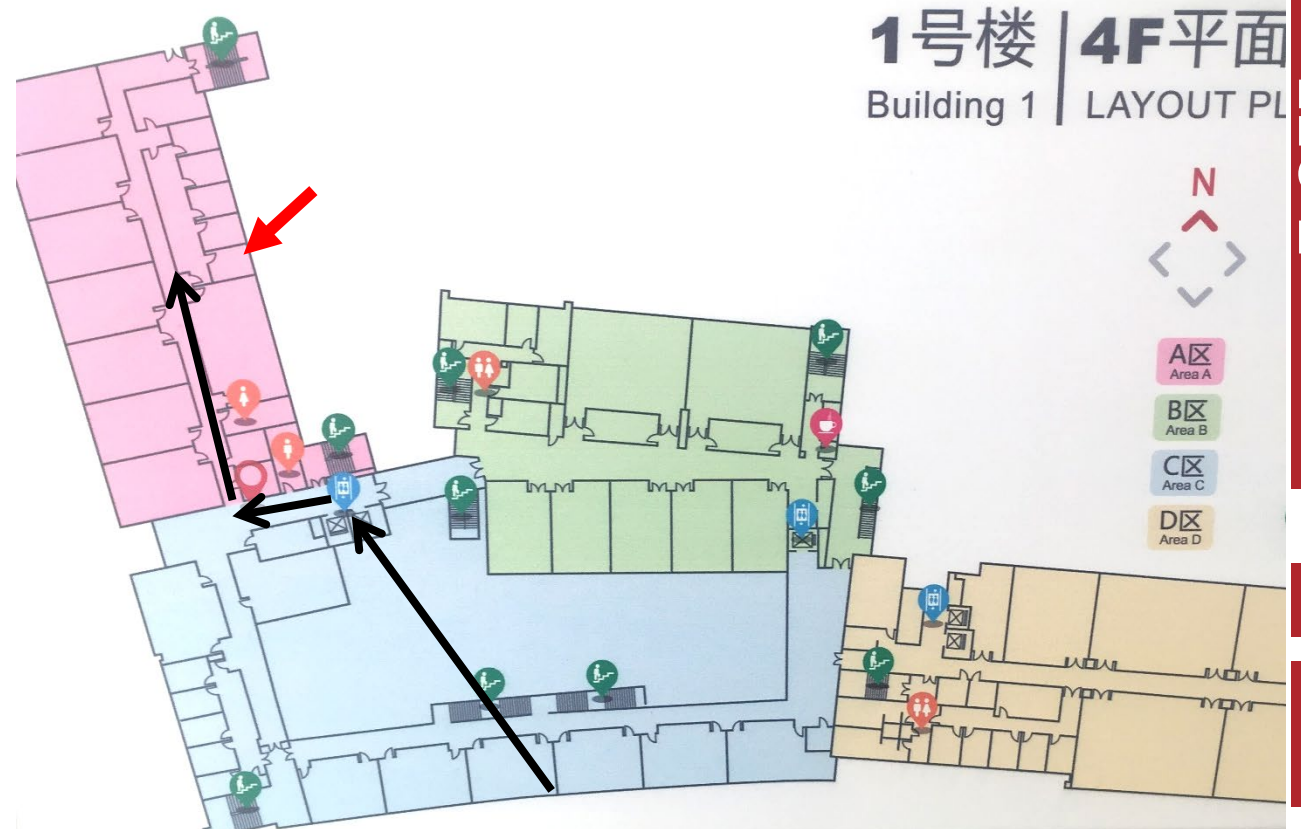 1号楼 | 4F平面
Building 1 | LAYOUT PL
N
A区
Area A
B区
Area B
C区
Area C
D区
Area D